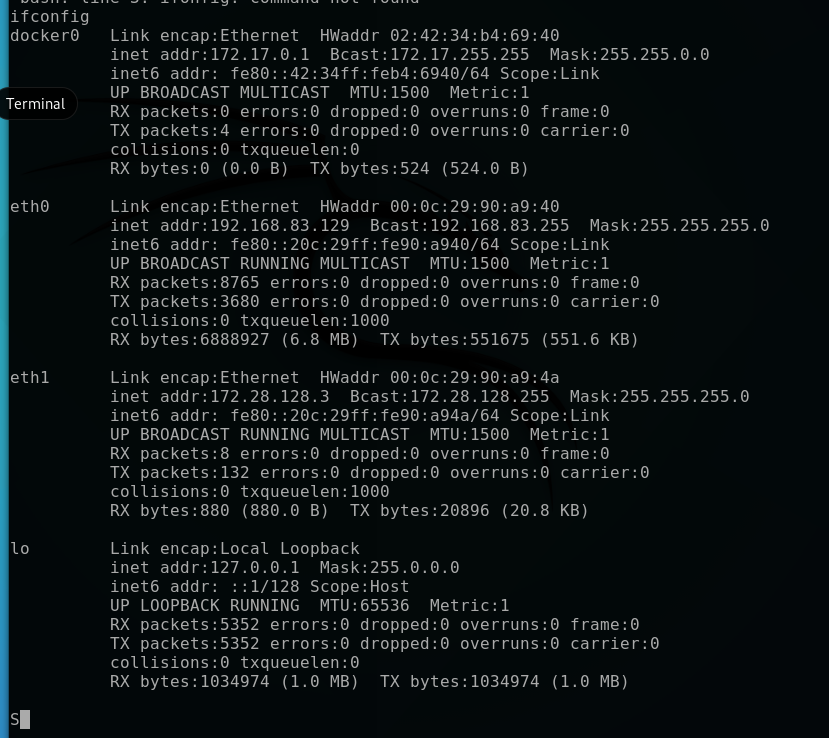 bash: line 5: ifconfig: command not found
ifconfig
docker0   Link encap:Ethernet  HWaddr 02:42:34:b4:69:40
          inet addr:172.17.0.1  Bcast:172.17.255.255  Mask:255.255.0.0
          inet6 addr: fe80::42:34ff:feb4:6940/64 Scope:Link
          UP BROADCAST MULTICAST  MTU:1500  Metric:1
Terminal
          RX packets:0 errors:0 dropped:0 overruns:0 frame:0
          TX packets:4 errors:0 dropped:0 overruns:0 carrier:0
          collisions:0 txqueuelen:0
          RX bytes:0 (0.0 B)  TX bytes:524 (524.0 B)

eth0      Link encap:Ethernet  HWaddr 00:0c:29:90:a9:40
          inet addr:192.168.83.129  Bcast:192.168.83.255  Mask:255.255.255.0
          inet6 addr: fe80::20c:29ff:fe90:a940/64 Scope:Link
          UP BROADCAST RUNNING MULTICAST  MTU:1500  Metric:1
          RX packets:8765 errors:0 dropped:0 overruns:0 frame:0
          TX packets:3680 errors:0 dropped:0 overruns:0 carrier:0
          collisions:0 txqueuelen:1000
          RX bytes:6888927 (6.8 MB)  TX bytes:551675 (551.6 KB)

eth1      Link encap:Ethernet  HWaddr 00:0c:29:90:a9:4a
          inet addr:172.28.128.3  Bcast:172.28.128.255  Mask:255.255.255.0
          inet6 addr: fe80::20c:29ff:fe90:a94a/64 Scope:Link
          UP BROADCAST RUNNING MULTICAST  MTU:1500  Metric:1
          RX packets:8 errors:0 dropped:0 overruns:0 frame:0
          TX packets:132 errors:0 dropped:0 overruns:0 carrier:0
          collisions:0 txqueuelen:1000
          RX bytes:880 (880.0 B)  TX bytes:20896 (20.8 KB)

lo        Link encap:Local Loopback
          inet addr:127.0.0.1  Mask:255.0.0.0
          inet6 addr: ::1/128 Scope:Host
          UP LOOPBACK RUNNING  MTU:65536  Metric:1
          RX packets:5352 errors:0 dropped:0 overruns:0 frame:0
          TX packets:5352 errors:0 dropped:0 overruns:0 carrier:0
          collisions:0 txqueuelen:0
          RX bytes:1034974 (1.0 MB)  TX bytes:1034974 (1.0 MB)

S